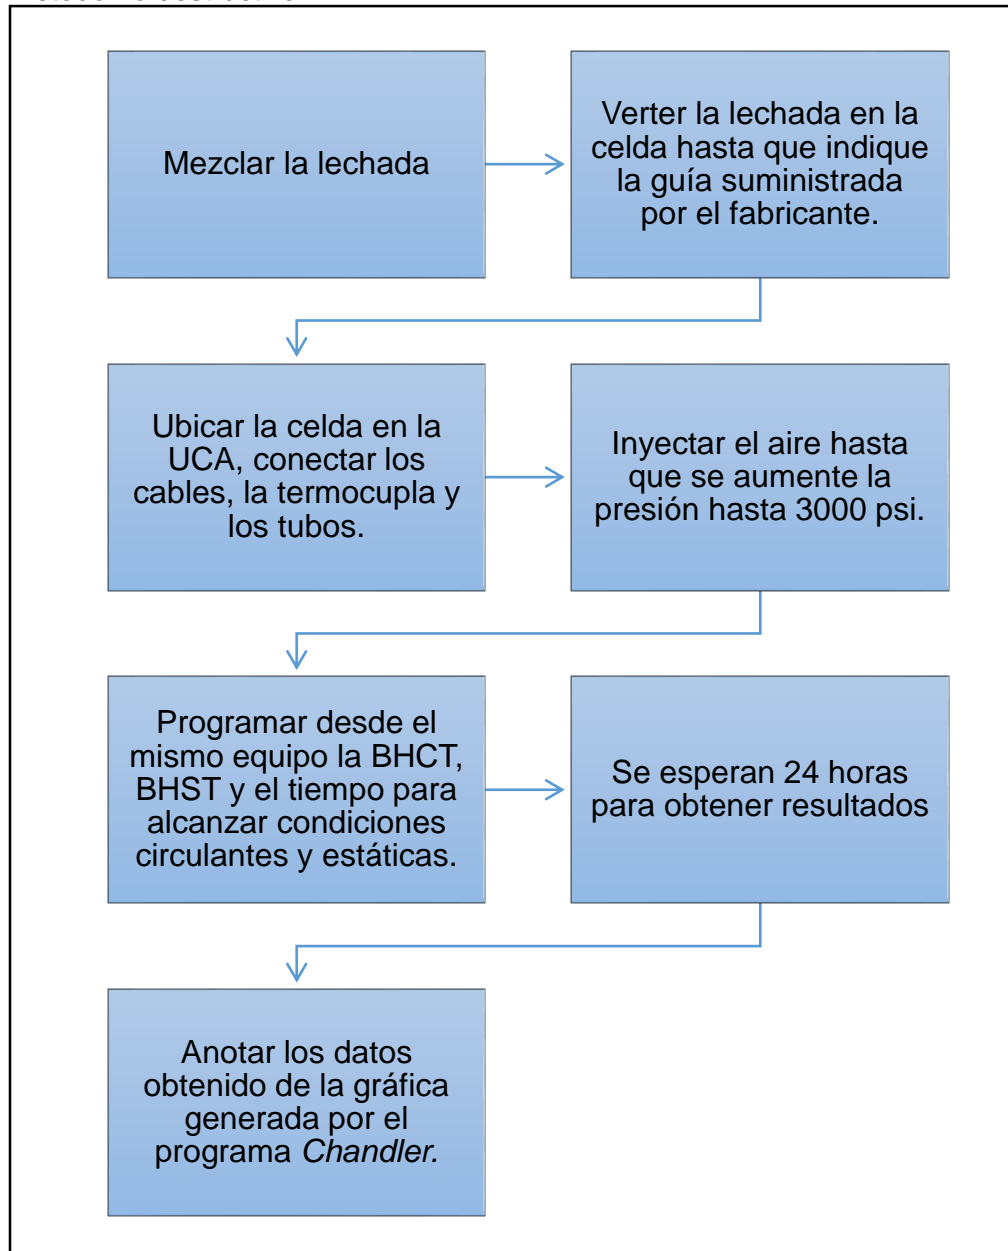 Mezclar la lechada
Verter la lechada en la
celda hasta que indique
la guía suministrada
por el fabricante.
Ubicar la celda en la
UCA, conectar los
cables, la termocupla y
los tubos.
Inyectar el aire hasta
que se aumente la
presión hasta 3000 psi.
Programar desde el
mismo equipo la BHCT,
BHST y el tiempo para
alcanzar condiciones
circulantes y estáticas.
Se esperan 24 horas
para obtener resultados
Anotar los datos
obtenido de la gráfica
generada por el
programa Chandler.